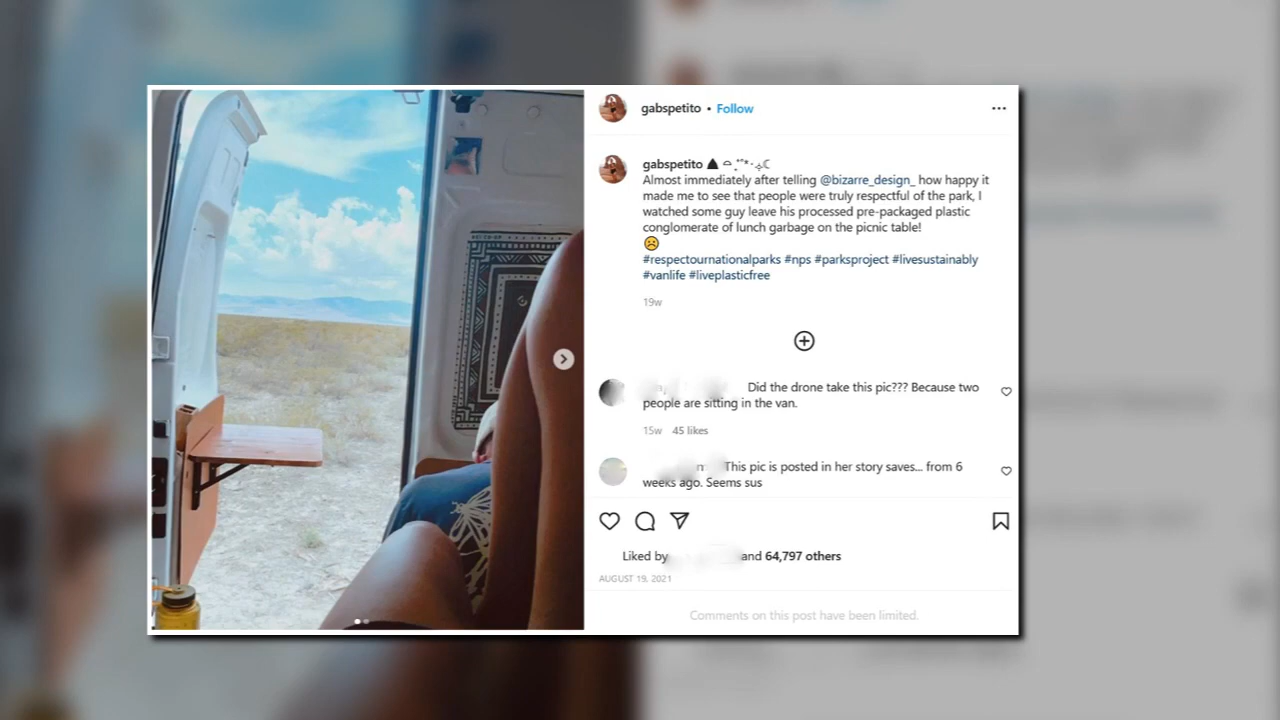 gabspetito • Follow
gabspetito
Almost immediately after telling @bizarre_design_ how happy it
made me to see that people were truly respectful of the park, I
watched some guy leave his processed pre-packaged plastic
conglomerate of lunch garbage on the picnic table!
☹️
#respectournationalparks #nps #parksproject #livesustainably
#vanlife #liveplasticfree
19w
Did the drone take this pic??? Because two
people are sitting in the van.
15w 45 likes
This pic is posted in her story saves... from 6
weeks ago. Seems sus
Liked by and 64,797 others
AUGUST 19, 2021
Comments on this post have been limited.